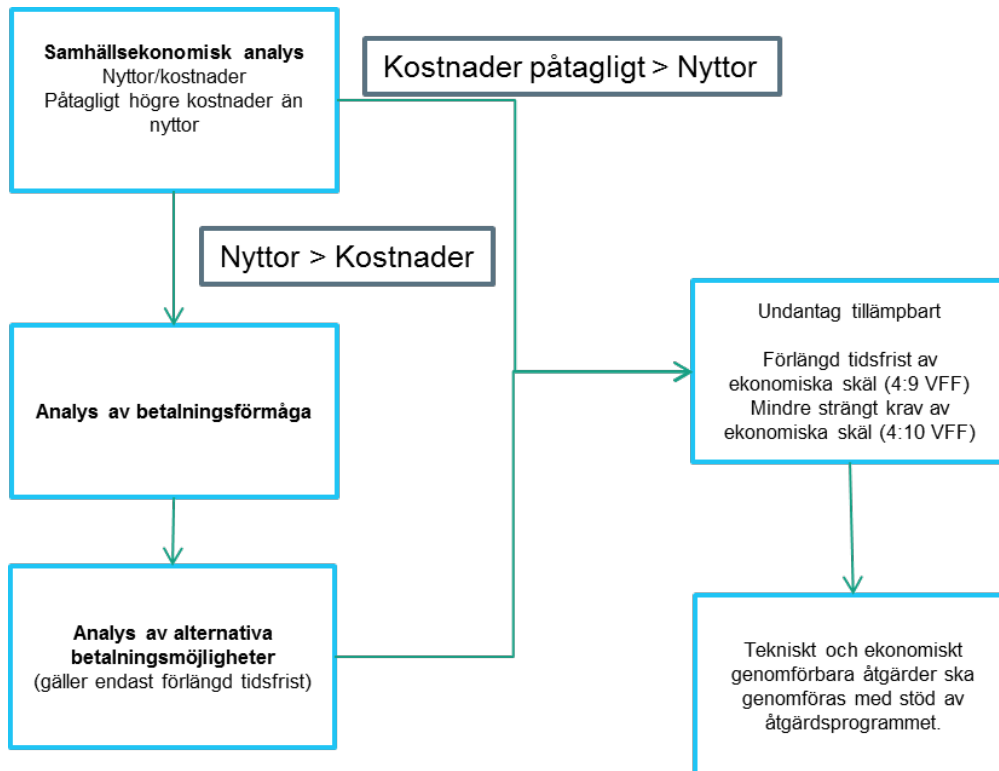 Samhällsekonomisk analys
Nyttor/kostnader
Påtagligt högre kostnader än
nyttor
Kostnader påtagligt > Nyttor
Nyttor > Kostnader
Analys av betalningsförmåga
Analys av alternativa
betalningsmöjligheter
(gäller endast förlängd tidsfrist)
Undantag tillämpbart
Förlängd tidsfrist av
ekonomiska skäl (4:9 VFF)
Mindre strängt krav av
ekonomiska skäl (4:10 VFF)
Tekniskt och ekonomiskt
genomförbara åtgärder ska
genomföras med stöd av
åtgärdsprogrammet.